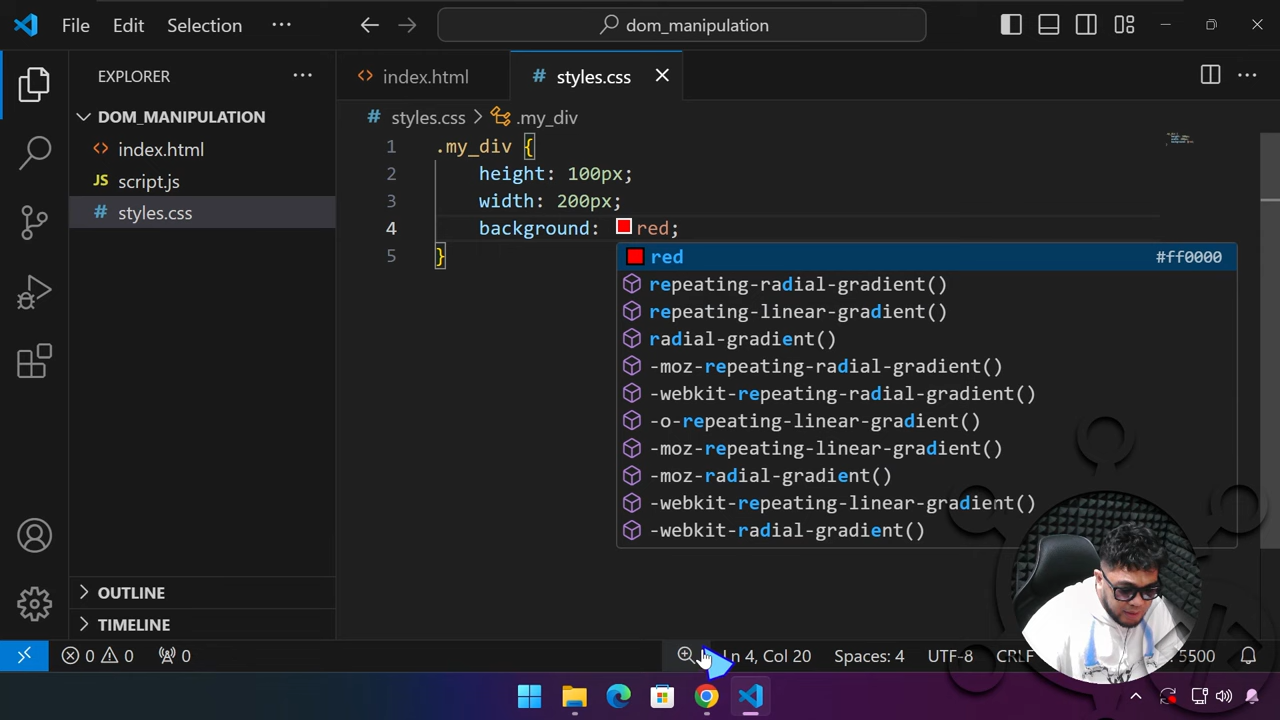 File Edit Selection ··· dom_manipulation
EXPLORER ···
index.html
styles.css
DOM_MANIPULATION
index.html
JS script.js
# styles.css
# styles.css > .my_div
1 .my_div {
2 height: 100px;
3 width: 200px;
4 background: red;
5 }
red #ff0000
repeating-radial-gradient()
repeating-linear-gradient()
radial-gradient()
-moz-repeating-radial-gradient()
-webkit-repeating-radial-gradient()
-o-repeating-linear-gradient()
-moz-repeating-linear-gradient()
-moz-radial-gradient()
-webkit-repeating-linear-gradient()
-webkit-radial-gradient()
OUTLINE
TIMELINE
0 0 0 Ln 4, Col 20 Spaces: 4 UTF-8 CRLF 5500